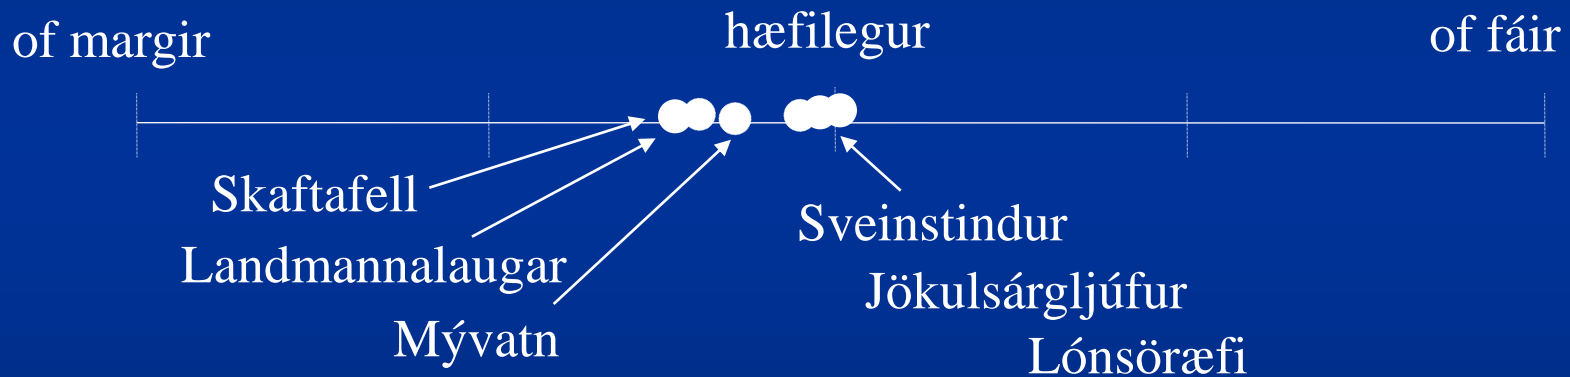 of margir
hæfilegur
of fáir
Skaftafell
Landmannalaugar
Mývatn
Sveinstindur
Jökulsárgljúfur
Lónsöræfi